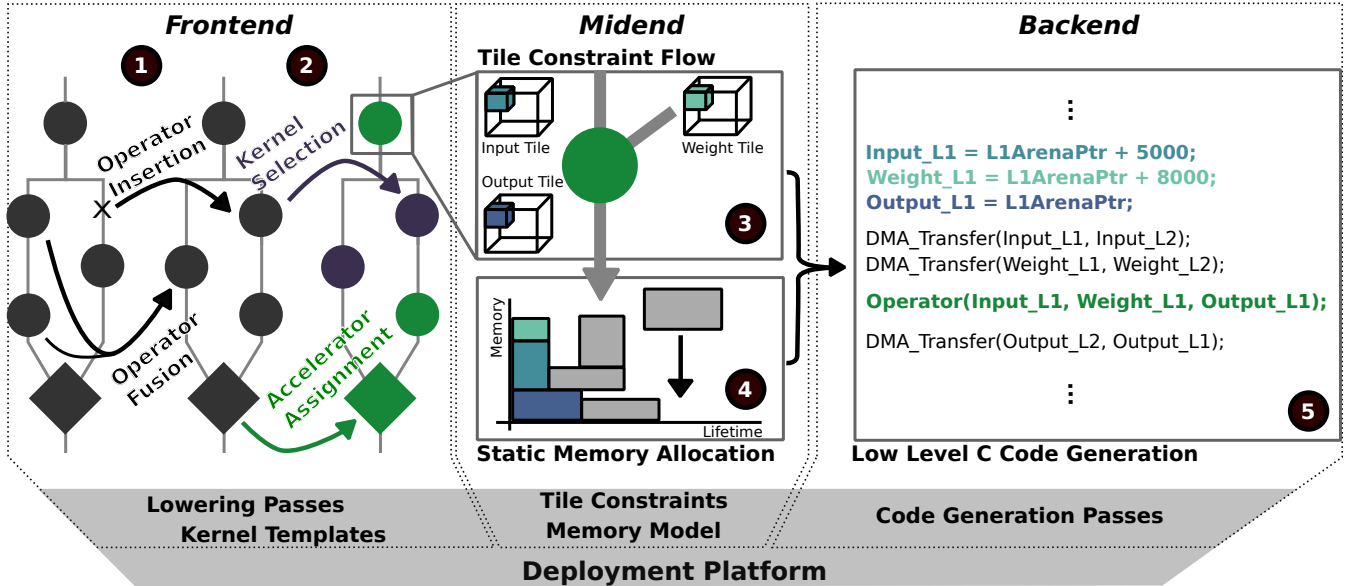 Frontend
1
2
Operator
Insertion
Kernel
Selection
X
Operator
Fusion
Accelerator
Assignment
Lowering Passes
Kernel Templates
Midend
Tile Constraint Flow
Input Tile
Weight Tile
Output Tile
3
Memory
4
Lifetime
Static Memory Allocation
Tile Constraints
Memory Model
Backend
⋮
Input_L1 = L1ArenaPtr + 5000;
Weight_L1 = L1ArenaPtr + 8000;
Output_L1 = L1ArenaPtr;
DMA_Transfer(Input_L1, Input_L2);
DMA_Transfer(Weight_L1, Weight_L2);
Operator(Input_L1, Weight_L1, Output_L1);
DMA_Transfer(Output_L2, Output_L1);
⋮
5
Low Level C Code Generation
Code Generation Passes
Deployment Platform